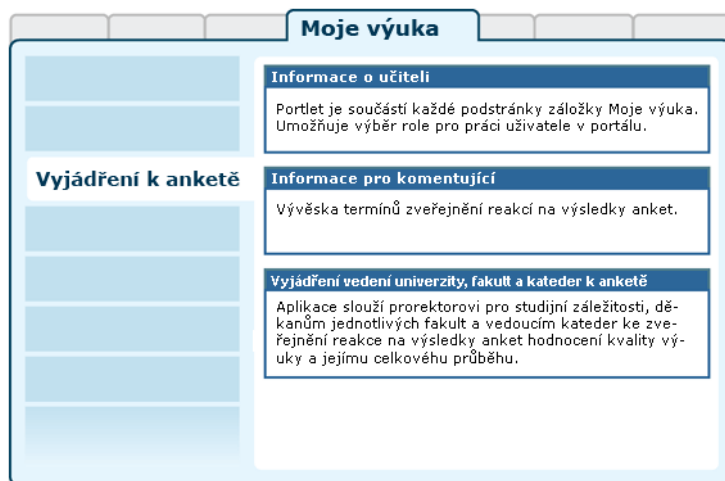 Moje výuka
Vyjádření k anketě
Informace o učiteli
Portlet je součástí každé podstránky záložky Moje výuka.
Umožňuje výběr role pro práci uživatele v portálu.
Informace pro komentující
Vývěska termínů zveřejnění reakcí na výsledky anket.
Vyjádření vedení univerzity, fakult a kateder k anketě
Aplikace slouží prorektorovi pro studijní záležitosti, dě-
kanům jednotlivých fakult a vedoucím kateder ke zve-
řejnění reakce na výsledky anket hodnocení kvality vý-
uky a jejímu celkovému průběhu.